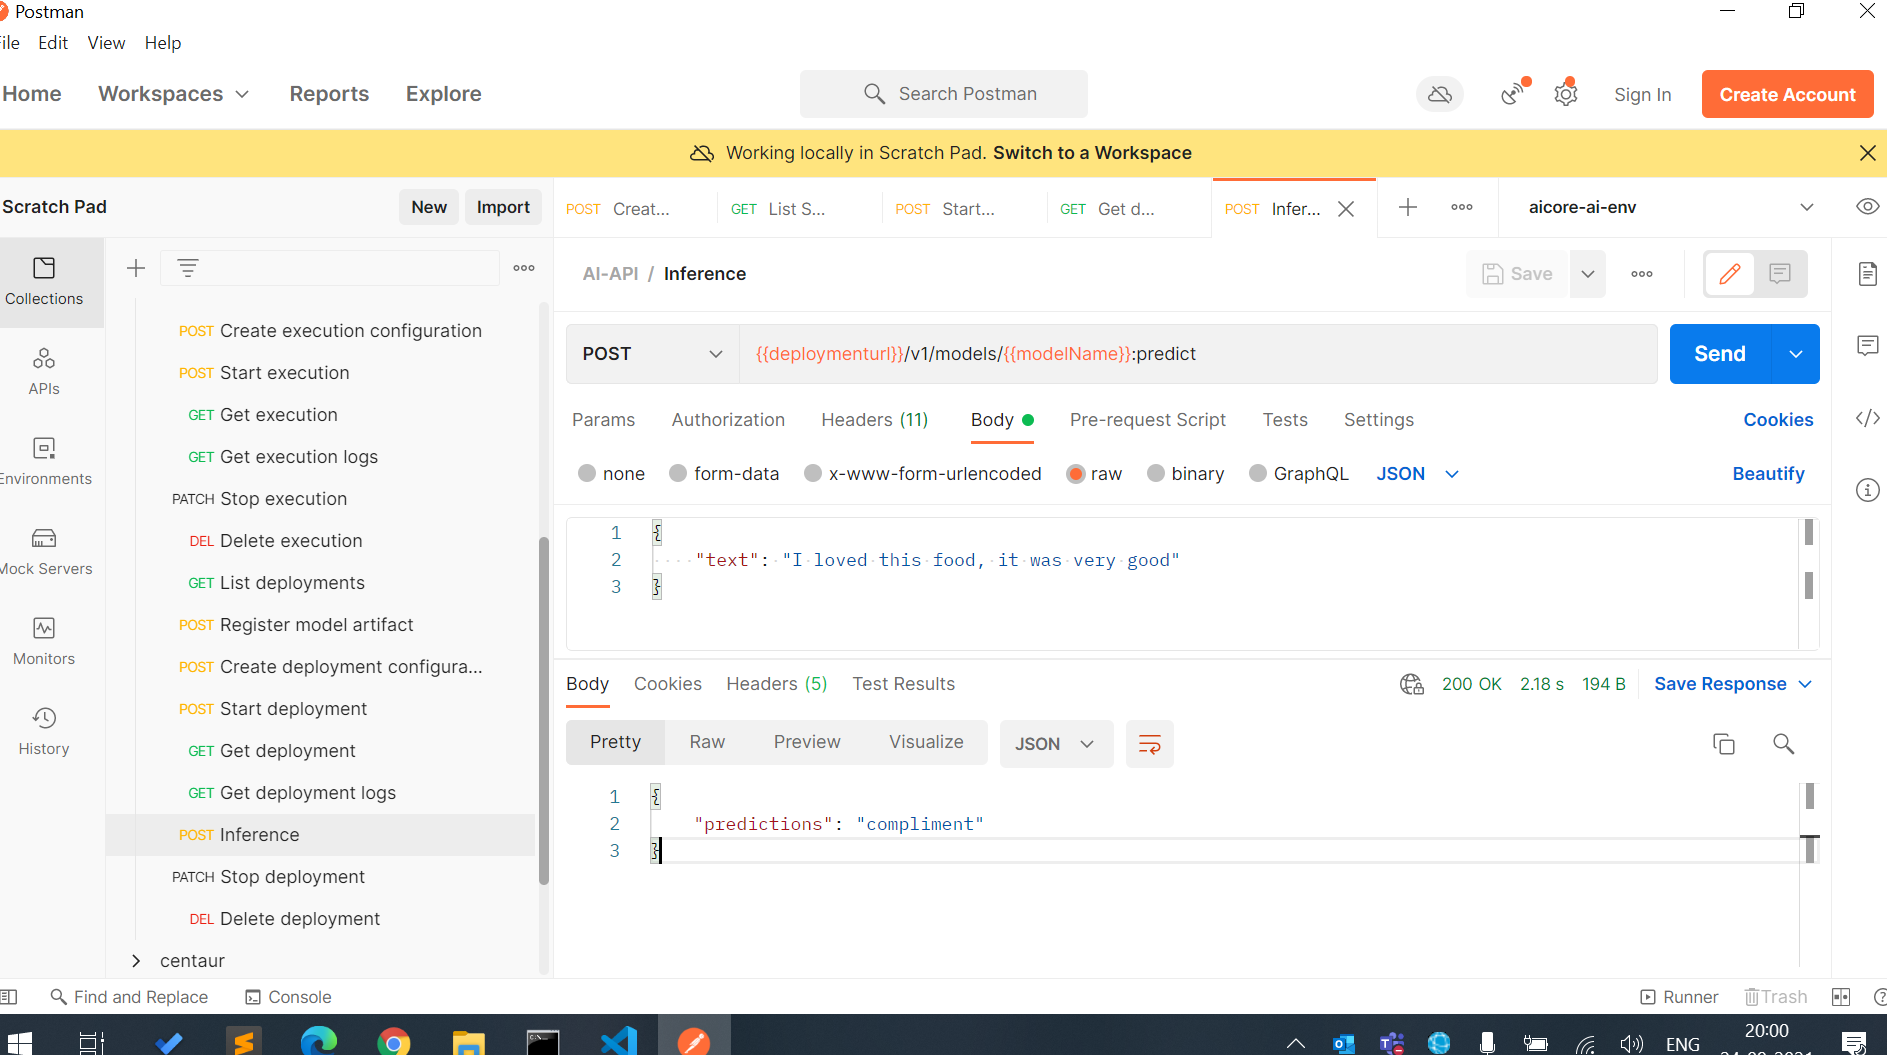 Postman
File Edit View Help
Home Workspaces Reports Explore
Search Postman
Sign In
Create Account
Working locally in Scratch Pad. Switch to a Workspace
Scratch Pad
New
Import
POST Creat...
GET List S...
POST Start...
GET Get d...
POST Infer...
aicore-ai-env
Collections
APIs
Environments
Mock Servers
Monitors
History
POST Create execution configuration
POST Start execution
GET Get execution
GET Get execution logs
PATCH Stop execution
DEL Delete execution
GET List deployments
POST Register model artifact
POST Create deployment configura...
POST Start deployment
GET Get deployment
GET Get deployment logs
POST Inference
PATCH Stop deployment
DEL Delete deployment
centaur
AI-API / Inference
Save
POST
{{deploymenturl}}/v1/models/{{modelName}}:predict
Send
Params Authorization Headers (11) Body Pre-request Script Tests Settings Cookies
none form-data x-www-form-urlencoded raw binary GraphQL JSON Beautify
1 {
2 "text": "I loved this food, it was very good"
3 }
Body Cookies Headers (5) Test Results 200 OK 2.18 s 194 B Save Response
Pretty Raw Preview Visualize JSON
1 {
2 "predictions": "compliment"
3 }
Find and Replace Console Runner Trash
ENG
20:00